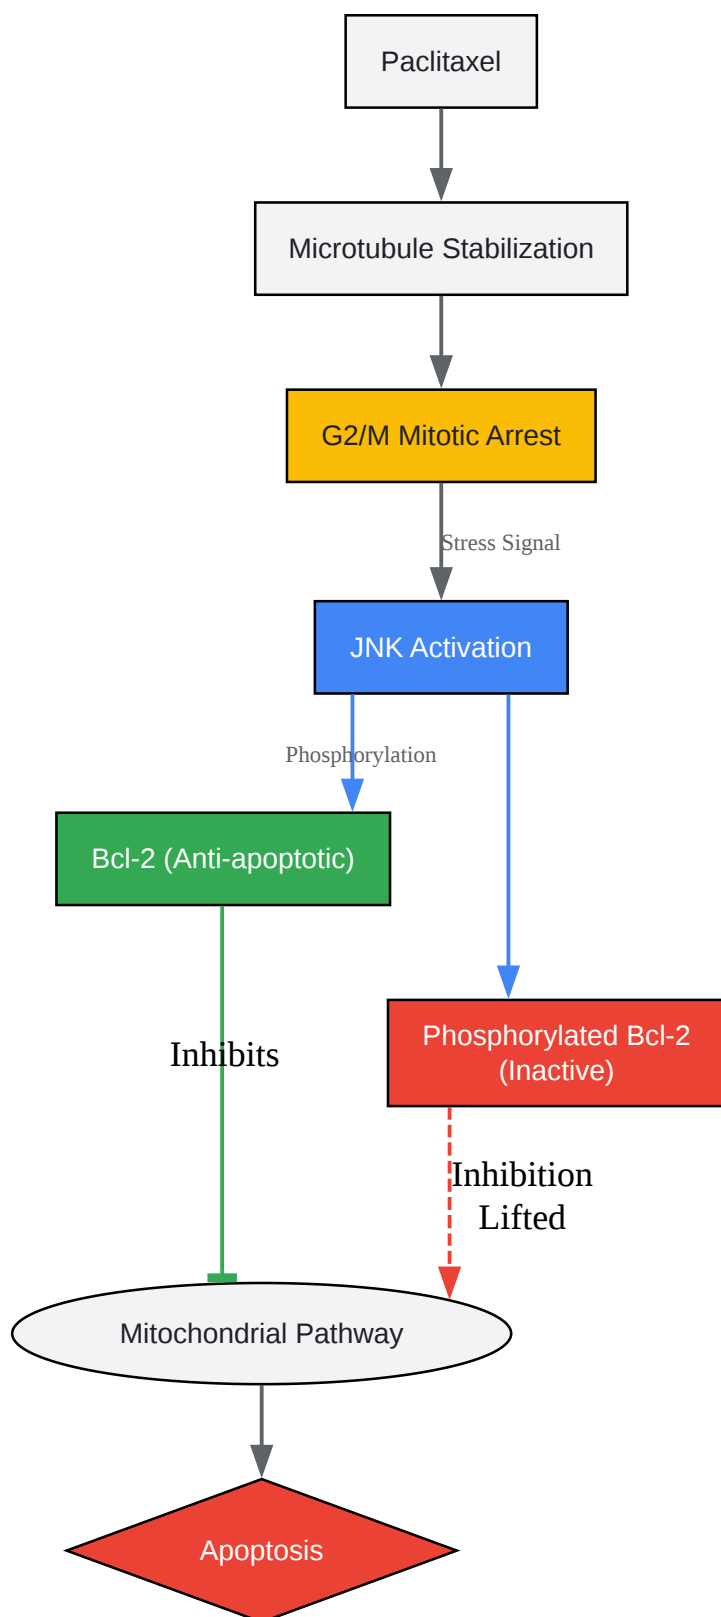 Paclitaxel
Microtubule Stabilization
G2/M Mitotic Arrest
Stress Signal
JNK Activation
Phosphorylation
Bcl-2 (Anti-apoptotic)
Phosphorylated Bcl-2
(Inactive)
Inhibits
Inhibition
Lifted
Mitochondrial Pathway
Apoptosis